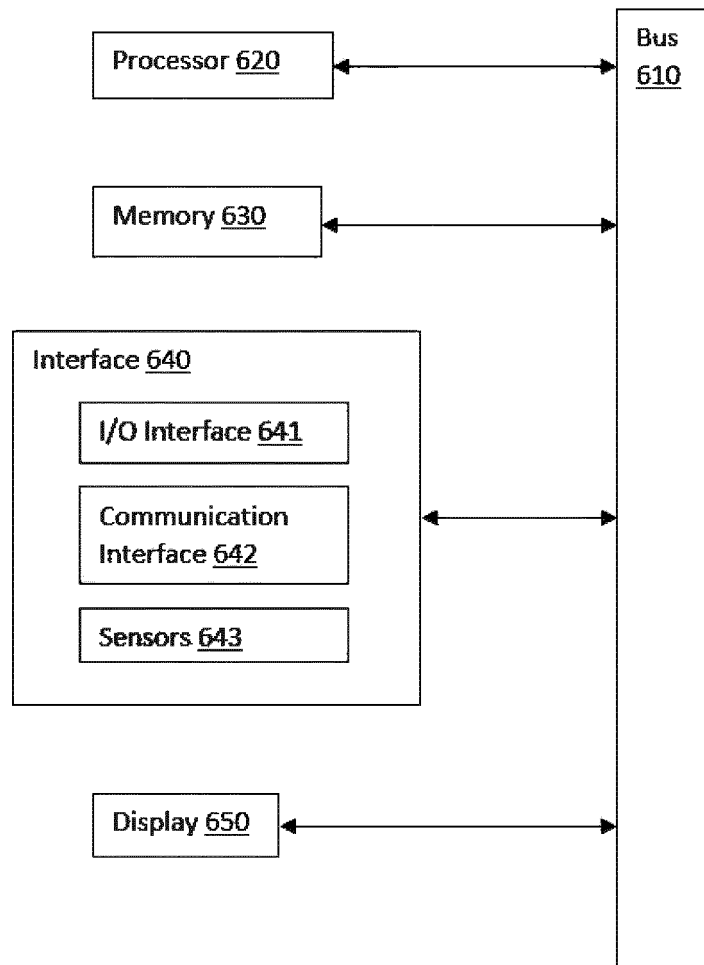 Processor 620
Bus
610
Memory 630
Interface 640
I/O Interface 641
Communication
Interface 642
Sensors 643
Display 650